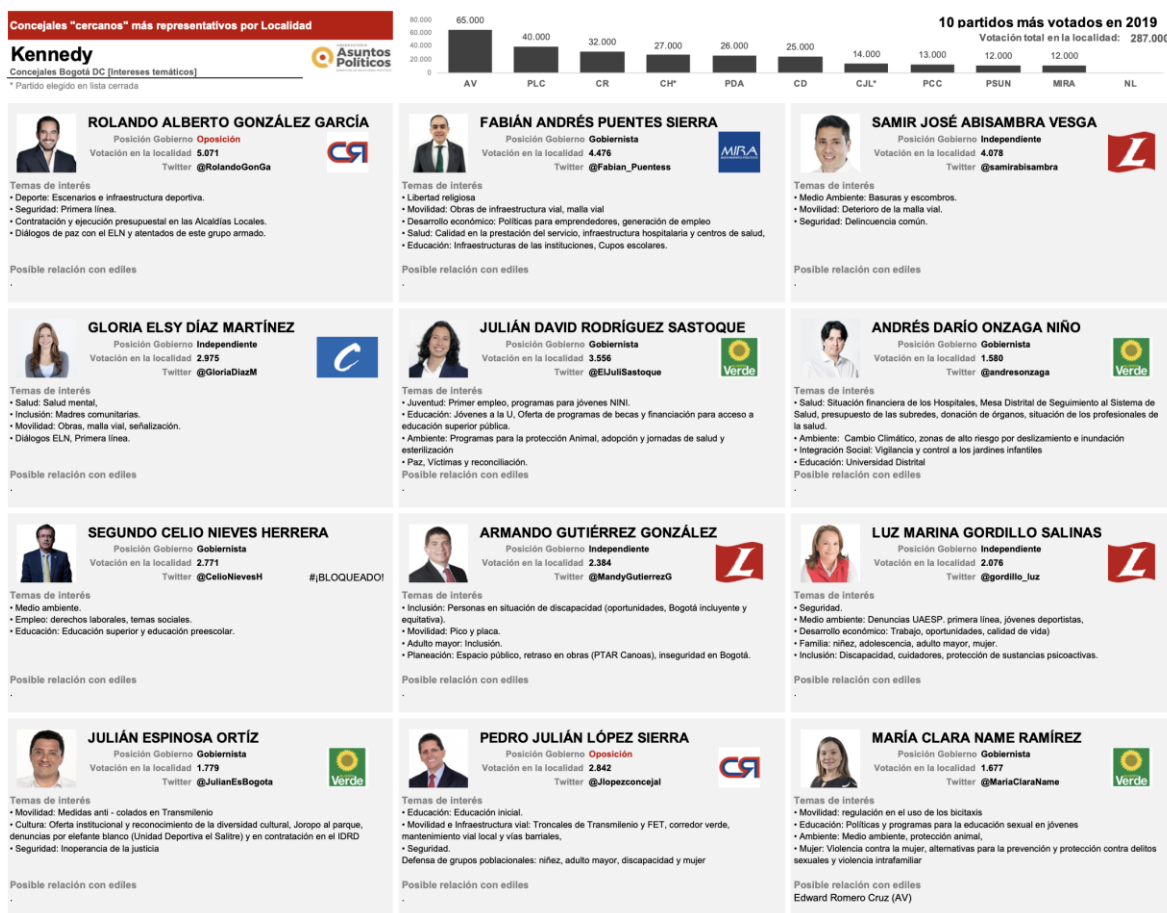 Concejales "cercanos" más representativos por Localidad
Kennedy
Concejales Bogotá DC [Intereses temáticos]
* Partido elegido en lista cerrada
Asuntos
Políticos
80.000
60.000
40.000
20.000
0
65.000
40.000
32.000
27.000
26.000
25.000
14.000
13.000
12.000
12.000
AV
PLC
CR
CH*
PDA
CD
CJL*
PCC
PSUN
MIRA
NL
10 partidos más votados en 2019
Votación total en la localidad: 287.000
ROLANDO ALBERTO GONZÁLEZ GARCÍA
Posición Gobierno Oposición
Votación en la localidad 5.071
Twitter @RolandoGonGa
CR
Temas de interés
• Deporte: Escenarios e infraestructura deportiva.
• Seguridad: Primera línea.
• Contratación y ejecución presupuestal en las Alcaldías Locales.
• Diálogos de paz con el ELN y atentados de este grupo armado.
Posible relación con ediles
.
FABIÁN ANDRÉS PUENTES SIERRA
Posición Gobierno Gobiernista
Votación en la localidad 4.476
Twitter @Fabian_Puentess
MIRA
Temas de interés
• Libertad religiosa
• Movilidad: Obras de infraestructura vial, malla vial
• Desarrollo económico: Políticas para emprendedores, generación de empleo
• Salud: Calidad en la prestación del servicio, infraestructura hospitalaria y centros de salud,
• Educación: Infraestructuras de las instituciones, Cupos escolares.
Posible relación con ediles
.
SAMIR JOSÉ ABISAMBRA VESGA
Posición Gobierno Independiente
Votación en la localidad 4.078
Twitter @samirabisambra
L
Temas de interés
• Medio Ambiente: Basuras y escombros.
• Movilidad: Deterioro de la malla vial.
• Seguridad: Delincuencia común.
Posible relación con ediles
.
GLORIA ELSY DÍAZ MARTÍNEZ
Posición Gobierno Independiente
Votación en la localidad 2.975
Twitter @GloriaDiazM
C
Temas de interés
• Salud: Salud mental,
• Inclusión: Madres comunitarias.
• Movilidad: Obras, malla vial, señalización.
• Diálogos ELN, Primera línea.
Posible relación con ediles
.
JULIÁN DAVID RODRÍGUEZ SASTOQUE
Posición Gobierno Gobiernista
Votación en la localidad 3.556
Twitter @ElJuliSastoque
Verde
Temas de interés
• Juventud: Primer empleo, programas para jóvenes NINI.
• Educación: Jóvenes a la U, Oferta de programas de becas y financiación para acceso a
educación superior pública.
• Ambiente: Programas para la protección Animal, adopción y jornadas de salud y
esterilización
• Paz, Víctimas y reconciliación.
Posible relación con ediles
.
ANDRÉS DARÍO ONZAGA NIÑO
Posición Gobierno Gobiernista
Votación en la localidad 1.580
Twitter @andresonzaga
Verde
Temas de interés
• Salud: Situación financiera de los Hospitales, Mesa Distrital de Seguimiento al Sistema de
Salud, presupuesto de las subredes, donación de órganos, situación de los profesionales de
la salud.
• Ambiente: Cambio Climático, zonas de alto riesgo por deslizamiento e inundación
• Integración Social: Vigilancia y control a los jardines infantiles
• Educación: Universidad Distrital
Posible relación con ediles
.
SEGUNDO CELIO NIEVES HERRERA
Posición Gobierno Gobiernista
Votación en la localidad 2.771
Twitter @CelioNievesH
#¡BLOQUEADO!
Temas de interés
• Medio ambiente.
• Empleo: derechos laborales, temas sociales.
• Educación: Educación superior y educación preescolar.
Posible relación con ediles
.
ARMANDO GUTIÉRREZ GONZÁLEZ
Posición Gobierno Independiente
Votación en la localidad 2.384
Twitter @MandyGutierrezG
L
Temas de interés
• Inclusión: Personas en situación de discapacidad (oportunidades, Bogotá incluyente y
equitativa).
• Movilidad: Pico y placa.
• Adulto mayor: Inclusión.
• Planeación: Espacio público, retraso en obras (PTAR Canoas), inseguridad en Bogotá.
Posible relación con ediles
.
LUZ MARINA GORDILLO SALINAS
Posición Gobierno Independiente
Votación en la localidad 2.076
Twitter @gordillo_luz
L
Temas de interés
• Seguridad.
• Medio ambiente: Denuncias UAESP. primera línea, jóvenes deportistas,
• Desarrollo económico: Trabajo, oportunidades, calidad de vida)
• Familia: niñez, adolescencia, adulto mayor, mujer.
• Inclusión: Discapacidad, cuidadores, protección de sustancias psicoactivas.
Posible relación con ediles
.
JULIÁN ESPINOSA ORTÍZ
Posición Gobierno Gobiernista
Votación en la localidad 1.779
Twitter @JulianEsBogota
Verde
Temas de interés
• Movilidad: Medidas anti - colados en Transmilenio
• Cultura: Oferta institucional y reconocimiento de la diversidad cultural, Joropo al parque,
denuncias por elefante blanco (Unidad Deportiva el Salitre) y en contratación en el IDRD
• Seguridad: Inoperancia de la justicia
Posible relación con ediles
.
PEDRO JULIÁN LÓPEZ SIERRA
Posición Gobierno Oposición
Votación en la localidad 2.842
Twitter @Jlopezconcejal
CR
Temas de interés
• Educación: Educación inicial.
• Movilidad e Infraestructura vial: Troncales de Transmilenio y FET, corredor verde,
mantenimiento vial local y vías barriales,
• Seguridad.
Defensa de grupos poblacionales: niñez, adulto mayor, discapacidad y mujer
Posible relación con ediles
.
MARÍA CLARA NAME RAMÍREZ
Posición Gobierno Gobiernista
Votación en la localidad 1.677
Twitter @MariaClaraName
Verde
Temas de interés
• Movilidad: regulación en el uso de los bicitaxis
• Educación: Políticas y programas para la educación sexual en jóvenes
• Ambiente: Medio ambiente, protección animal,
• Mujer: Violencia contra la mujer, alternativas para la prevención y protección contra delitos
sexuales y violencia intrafamiliar
Posible relación con ediles
Edward Romero Cruz (AV)